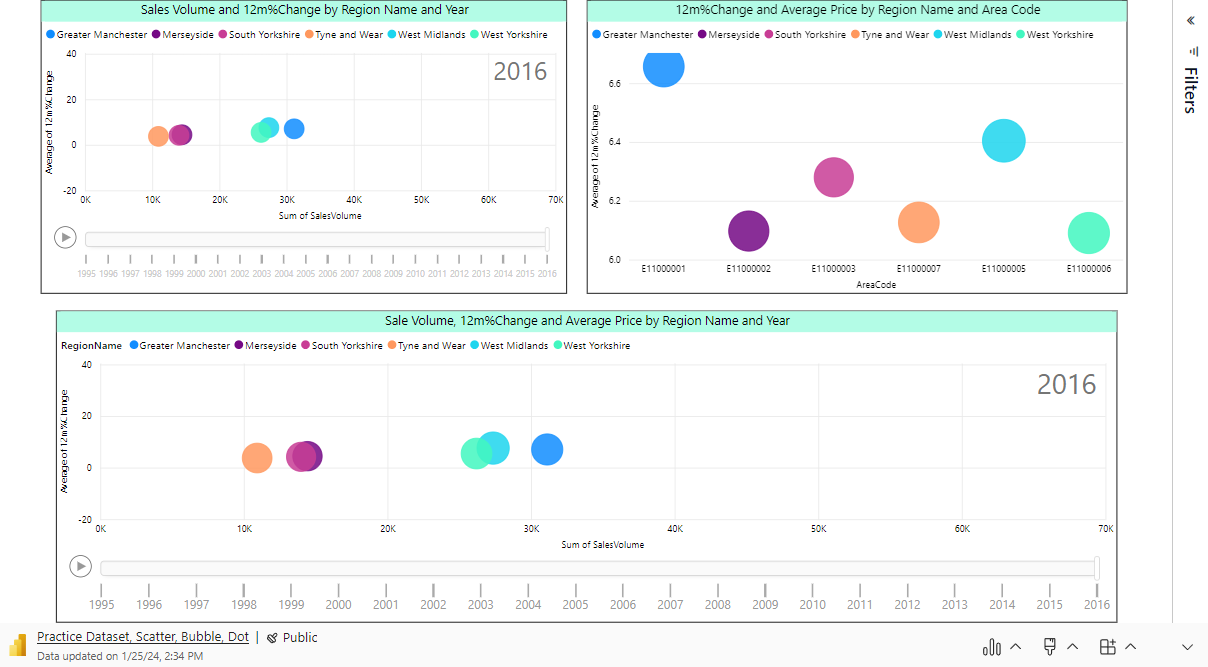 Sales Volume and 12m%Change by Region Name and Year
Greater Manchester Merseyside South Yorkshire Tyne and Wear West Midlands West Yorkshire
2016
Average of 12m%Change
40
20
0
-20
0K 10K 20K 30K 40K 50K 60K 70K
Sum of SalesVolume
1995 1996 1997 1998 1999 2000 2001 2002 2003 2004 2005 2006 2007 2008 2009 2010 2011 2012 2013 2014 2015 2016
12m%Change and Average Price by Region Name and Area Code
Greater Manchester Merseyside South Yorkshire Tyne and Wear West Midlands West Yorkshire
Average of 12m%Change
6.6
6.4
6.2
6.0
E11000001 E11000002 E11000003 E11000007 E11000005 E11000006
AreaCode
Filters
Sale Volume, 12m%Change and Average Price by Region Name and Year
RegionName Greater Manchester Merseyside South Yorkshire Tyne and Wear West Midlands West Yorkshire
2016
Average of 12m%Change
40
20
0
-20
0K 10K 20K 30K 40K 50K 60K 70K
Sum of SalesVolume
1995 1996 1997 1998 1999 2000 2001 2002 2003 2004 2005 2006 2007 2008 2009 2010 2011 2012 2013 2014 2015 2016
Practice Dataset, Scatter, Bubble, Dot | Public
Data updated on 1/25/24, 2:34 PM